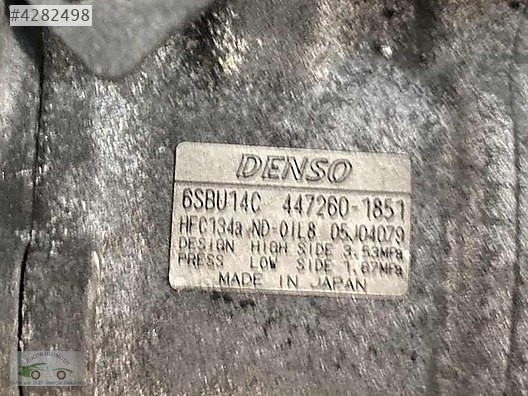 #4282498
DENSO
6SBU14C 447260-1851
HFC134a ND-OIL8 05J04079
DESIGN HIGH SIDE 3.53MPa
PRESS LOW SIDE 1.67MPa
MADE IN JAPAN